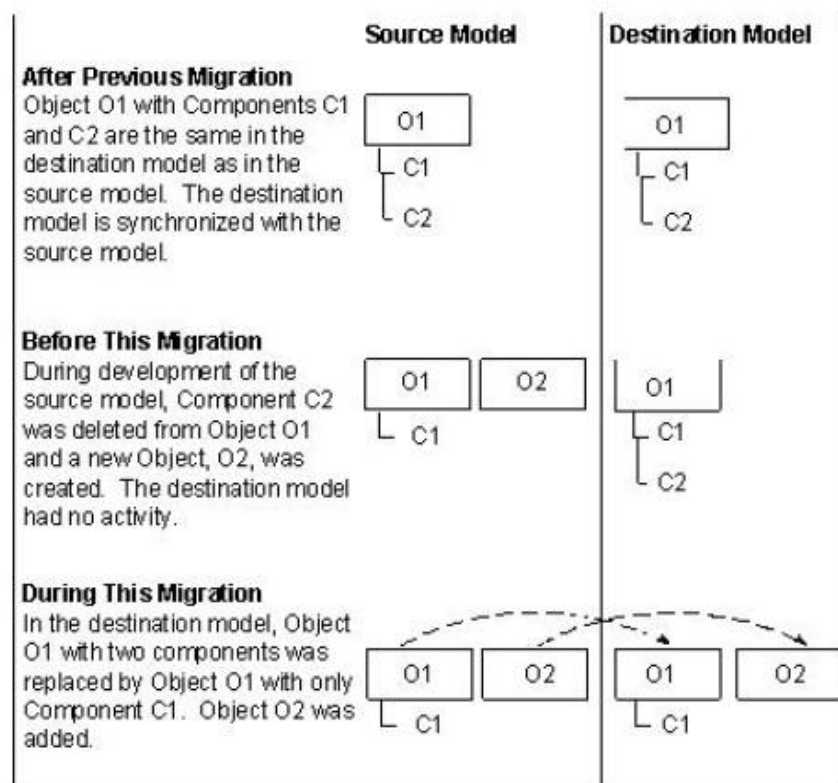 Source Model
Destination Model
After Previous Migration
Object O1 with Components C1
and C2 are the same in the
destination model as in the
source model. The destination
model is synchronized with the
source model.
O1
C1
C2
O1
C1
C2
Before This Migration
During development of the
source model, Component C2
was deleted from Object O1
and a new Object, O2, was
created. The destination model
had no activity.
O1
O2
C1
O1
C1
C2
During This Migration
In the destination model, Object
O1 with two components was
replaced by Object O1 with only
Component C1. Object O2 was
added.
O1
O2
C1
O1
O2
C1